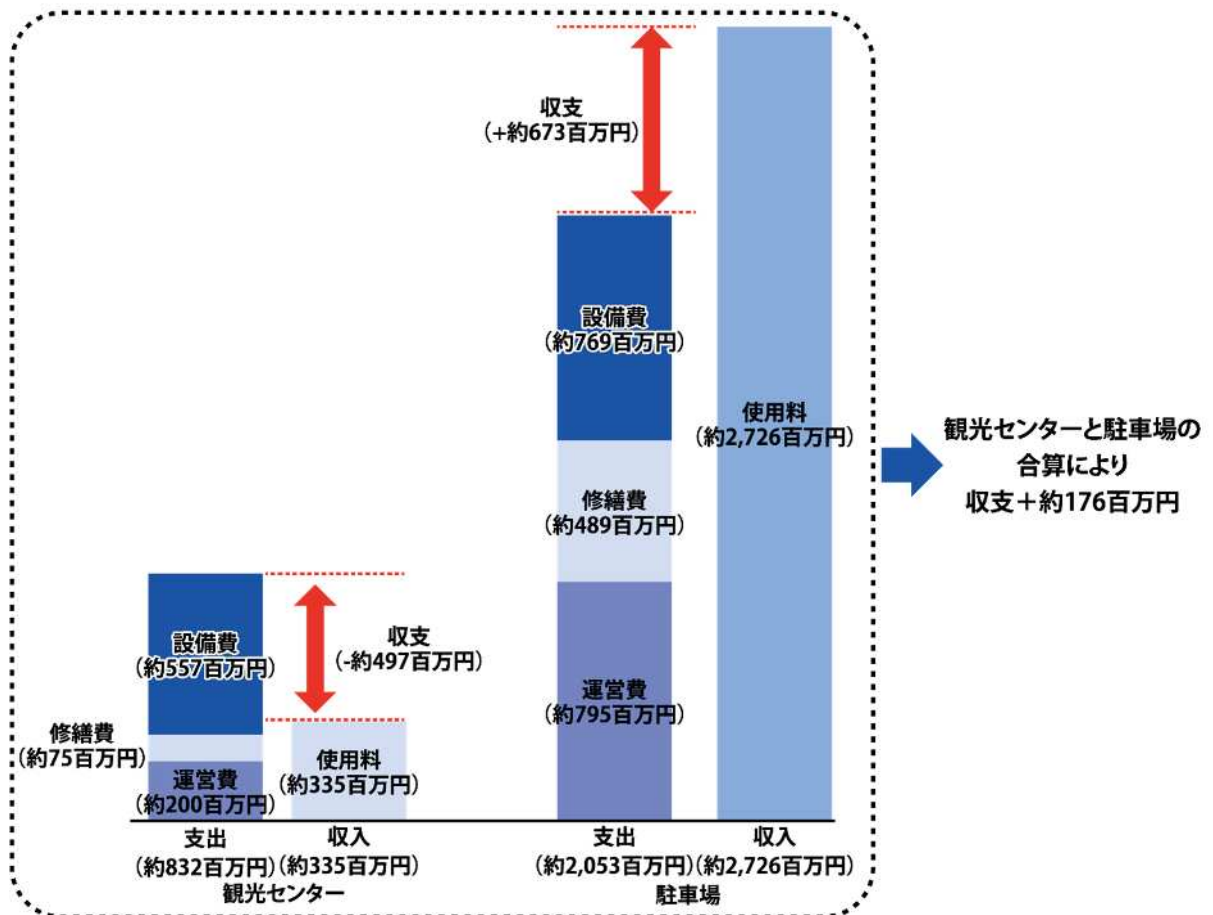 収支
(+約673百万円)
設備費
(約769百万円)
使用料
(約2,726百万円)
修繕費
(約489百万円)
運営費
(約795百万円)
設備費
(約557百万円)
収支
(-約497百万円)
修繕費
(約75百万円)
運営費
(約200百万円)
使用料
(約335百万円)
支出
(約832百万円)
収入
(約335百万円)
観光センター
支出
(約2,053百万円)
収入
(約2,726百万円)
駐車場
観光センターと駐車場の
合算により
収支＋約176百万円